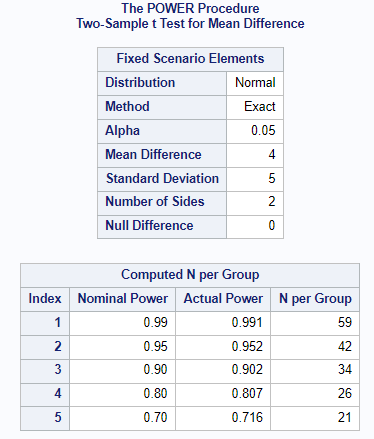 The POWER Procedure
Two-Sample t Test for Mean Difference
Fixed Scenario Elements
Distribution Normal
Method Exact
Alpha 0.05
Mean Difference 4
Standard Deviation 5
Number of Sides 2
Null Difference 0
Computed N per Group
Index Nominal Power Actual Power N per Group
1 0.99 0.991 59
2 0.95 0.952 42
3 0.90 0.902 34
4 0.80 0.807 26
5 0.70 0.716 21